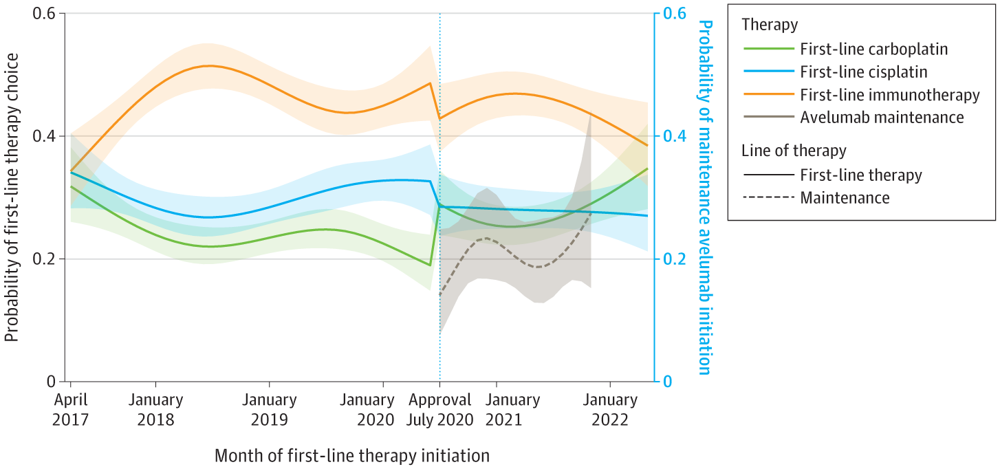 Probability of first-line therapy choice
0.6
0.4
0.2
0
0.6
0.4
0.2
0
Probability of maintenance avelumab initiation
April
2017
January
2018
January
2019
January
2020
Approval
July 2020
January
2021
January
2022
Month of first-line therapy initiation
Therapy
First-line carboplatin
First-line cisplatin
First-line immunotherapy
Avelumab maintenance
Line of therapy
First-line therapy
Maintenance